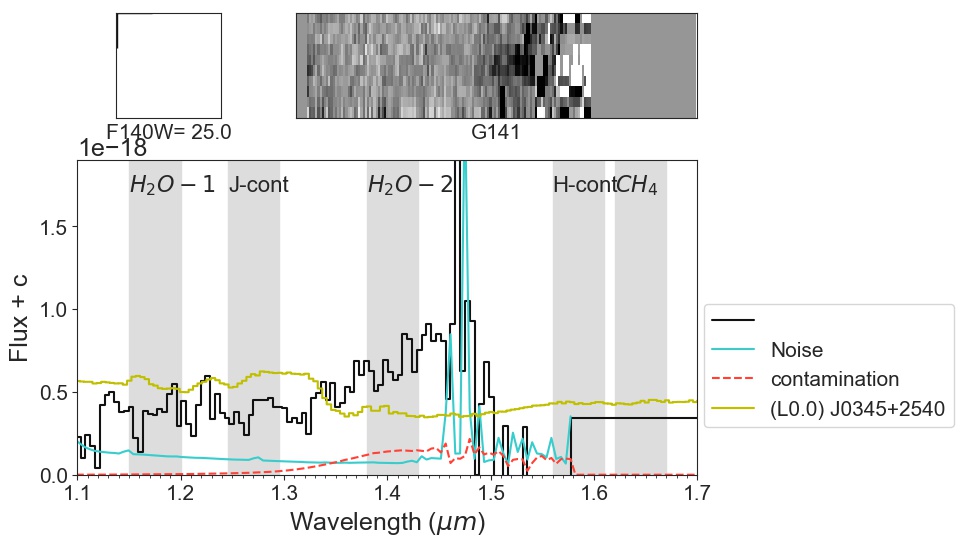 F140W= 25.0
G141
1e−18
H₂O − 1 J-cont H₂O − 2 H-cont CH₄
1.5
1.0
0.5
0.0
Flux + c
1.1 1.2 1.3 1.4 1.5 1.6 1.7
Wavelength (μm)
Noise
contamination
(L0.0) J0345+2540